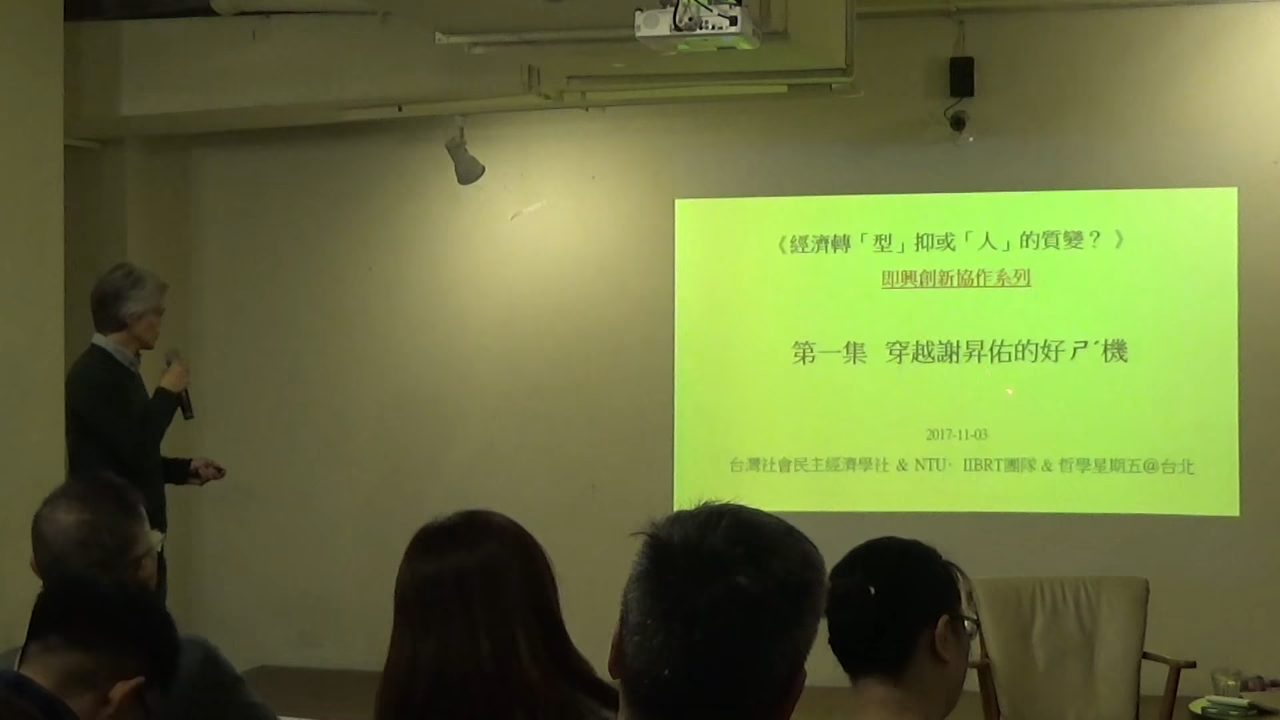 《經濟轉「型」抑或「人」的質變？》
即興創新協作系列
第一集 穿越謝昇佑的好ㄕˊ機
2017-11-03
台灣社會民主經濟學社 & NTU· IIBRT團隊 & 哲學星期五@台北